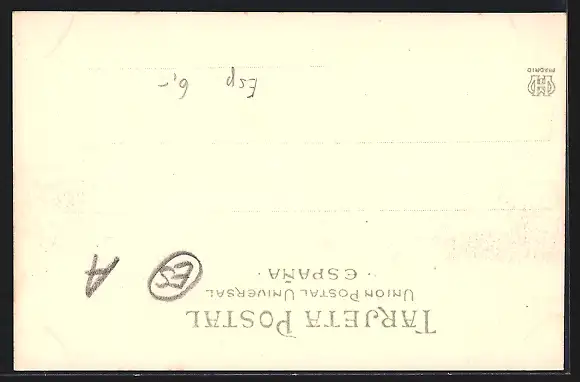 TARJETA POSTAL
UNION POSTAL UNIVERSAL
· ESPAÑA ·
ES
A
Esp 6,-
MADRID